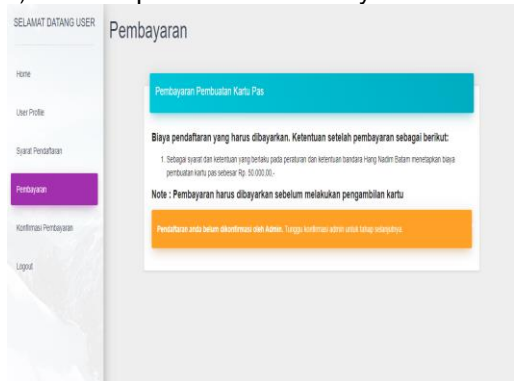 SELAMAT DATANG USER
Home
User Profile
Syarat Pendaftaran
Pembayaran
Konfirmasi Pembayaran
Logout
Pembayaran
Pembayaran Pembuatan Kartu Pas
Biaya pendaftaran yang harus dibayarkan. Ketentuan setelah pembayaran sebagai berikut:
1. Sebagai syarat dan ketentuan yang berlaku pada peraturan dan ketentuan bandara Hang Nadim Batam menetapkan biaya
pembuatan kartu pas sebesar Rp. 50.000,00,-
Note : Pembayaran harus dibayarkan sebelum melakukan pengambilan kartu
Pendaftaran anda belum dikonfirmasi oleh Admin. Tunggu konfirmasi admin untuk tahap selanjutnya.